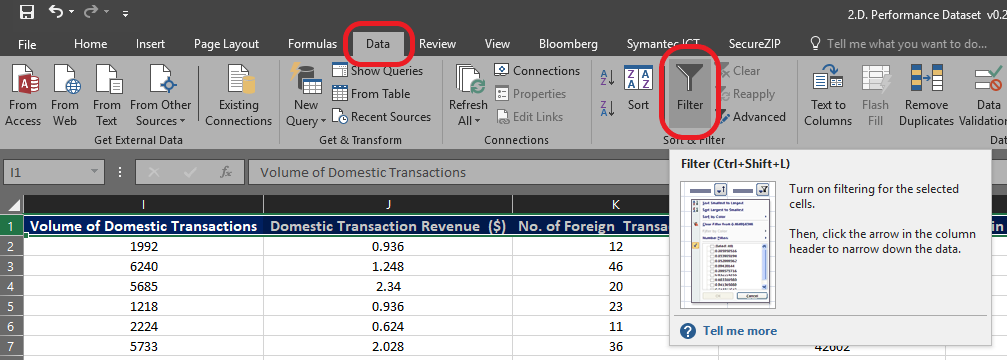 2.D. Performance Dataset v0.2
File Home Insert Page Layout Formulas Data Review View Bloomberg Symantec ICT SecureZIP Tell me what you want to do...
From Access
From Web
From Text
From Other Sources
Get External Data
Existing Connections
New Query
Show Queries
From Table
Recent Sources
Get & Transform
Refresh All
Connections
Properties
Edit Links
Connections
A Z
Z A
Z A A Z
Sort
Filter
Clear
Reapply
Advanced
Sort & Filter
Text to Columns
Flash Fill
Remove Duplicates
Data Validation
Dat
I1 fx Volume of Domestic Transactions
I J K
1 Volume of Domestic Transactions Domestic Transaction Revenue ($) No. of Foreign Transa in
2 1992 0.936 12
3 6240 1.248 46
4 5685 2.34 20
5 1218 0.936 23
6 2224 0.624 11
7 5733 2.028 36 42602
Filter (Ctrl+Shift+L)
Turn on filtering for the selected
cells.
Then, click the arrow in the column
header to narrow down the data.
Tell me more